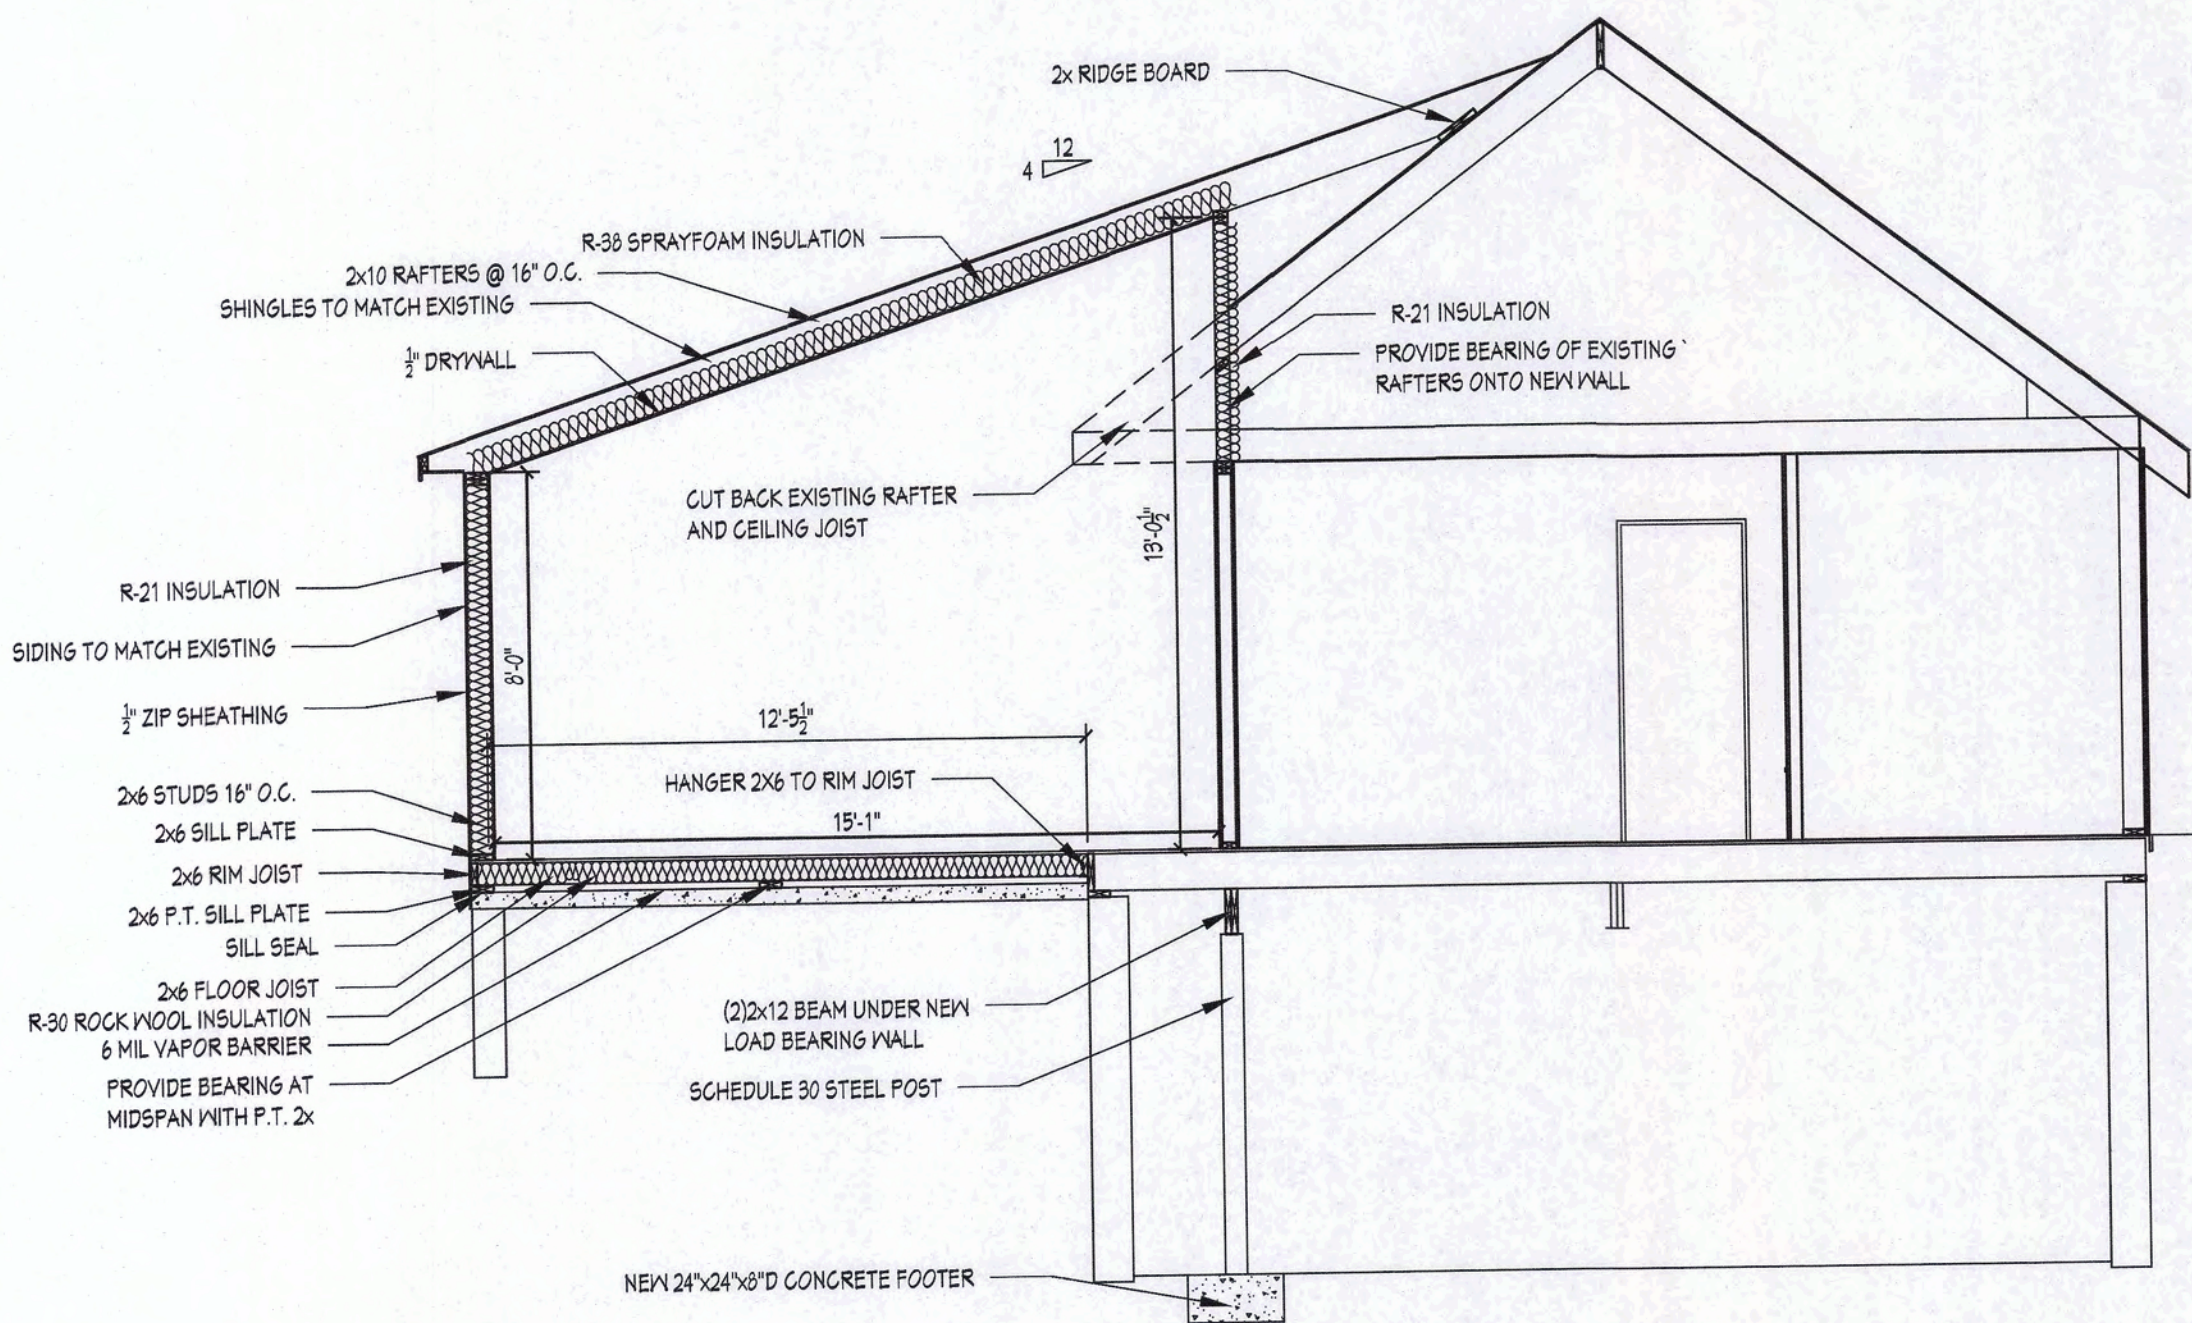 2x RIDGE BOARD
12
4
R-38 SPRAYFOAM INSULATION
2x10 RAFTERS @ 16" O.C.
SHINGLES TO MATCH EXISTING
½" DRYWALL
R-21 INSULATION
PROVIDE BEARING OF EXISTING `
RAFTERS ONTO NEW WALL
CUT BACK EXISTING RAFTER
AND CEILING JOIST
13'-0½"
R-21 INSULATION
SIDING TO MATCH EXISTING
8'-0"
½" ZIP SHEATHING
12'-5½"
HANGER 2X6 TO RIM JOIST
2x6 STUDS 16" O.C.
15'-1"
2x6 SILL PLATE
2x6 RIM JOIST
2x6 P.T. SILL PLATE
SILL SEAL
2x6 FLOOR JOIST
R-30 ROCK WOOL INSULATION
6 MIL VAPOR BARRIER
PROVIDE BEARING AT
MIDSPAN WITH P.T. 2x
(2)2x12 BEAM UNDER NEW
LOAD BEARING WALL
SCHEDULE 30 STEEL POST
NEW 24"x24"x8"D CONCRETE FOOTER